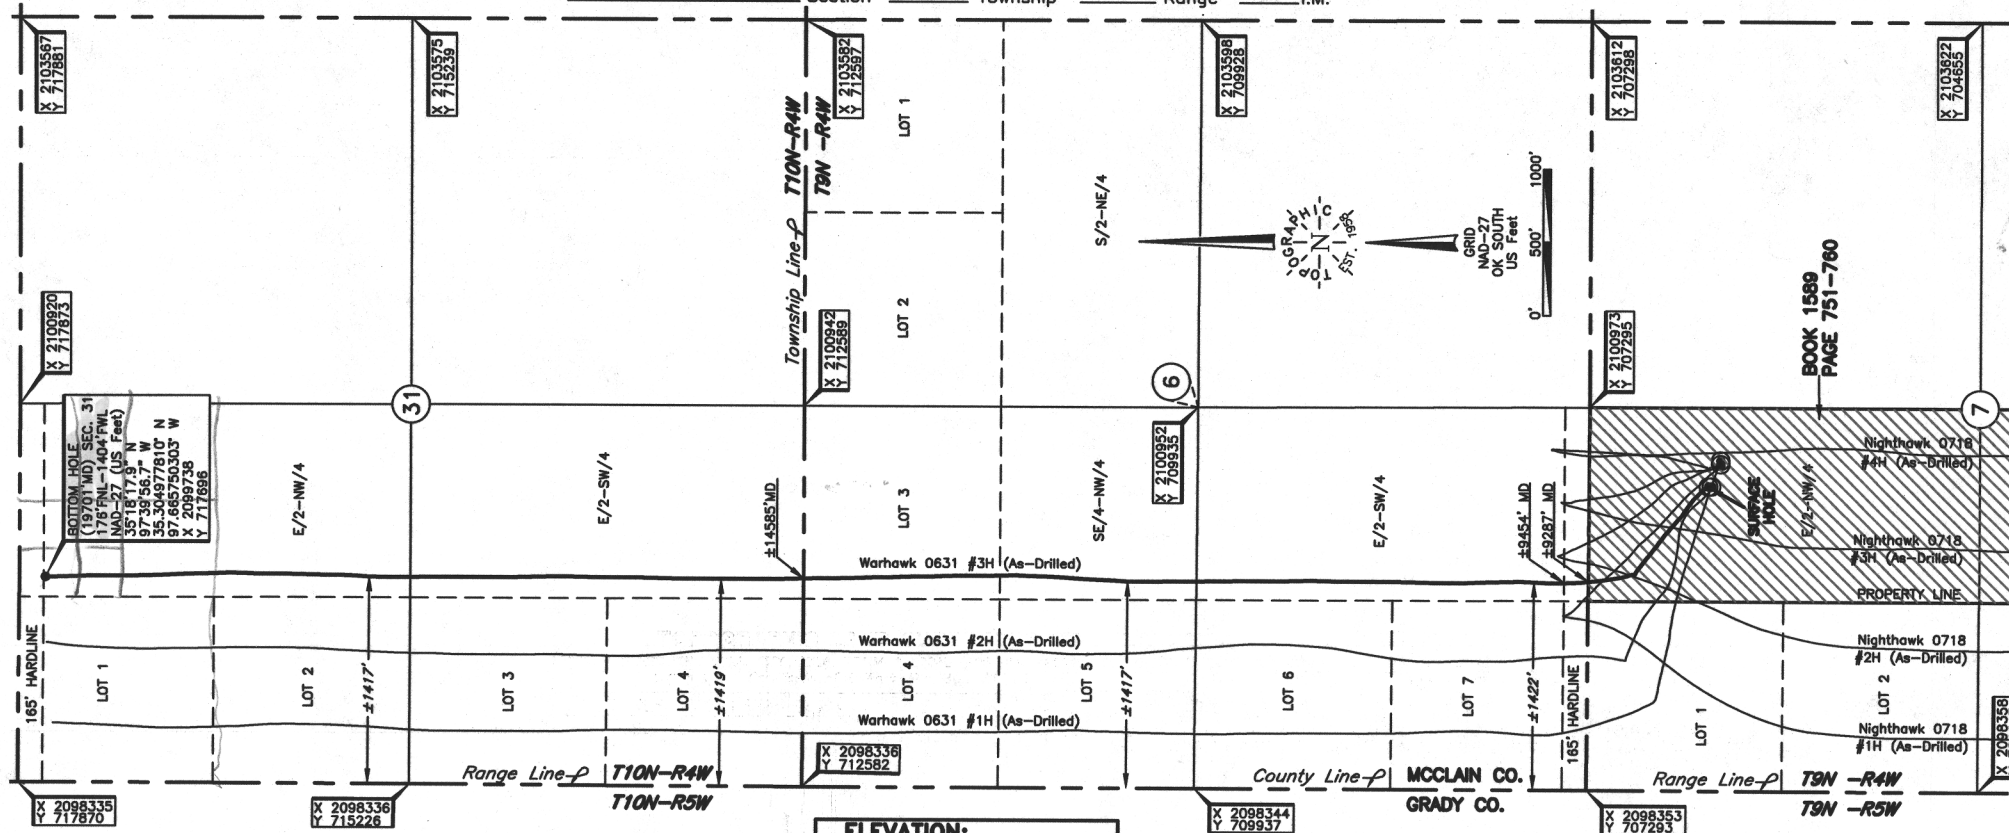 Section Township Range I.M.
X 2103567
Y 717881
X 2103575
Y 715239
X 2103582
Y 712597
X 2103598
Y 709928
X 2103612
Y 707298
X 2103622
Y 704655
Township Line
T10N-R4W
T9N -R4W
LOT 1
LOT 2
S/2-NE/4
TOPOGRAPHIC
N
EST. 1958
GRID
NAD-27
OK SOUTH
US Feet
0' 500' 1000'
X 2100920
Y 717873
X 2100942
Y 712589
X 2100952
Y 709935
X 2100973
Y 707295
31
6
7
BOOK 1589
PAGE 751-760
BOTTOM HOLE
(19701'MD) SEC. 31
176'FNL-1404'FWL
NAD-27 (US Feet)
35°18'17.9" N
97°39'56.7" W
35.304977810° N
97.665750303° W
X 2099738
Y 717696
E/2-NW/4
E/2-SW/4
LOT 3
SE/4-NW/4
E/2-SW/4
E/2-NW/4
±14585'MD
±9454' MD
±9287' MD
SURFACE
HOLE
Nighthawk 0718
#4H (As-Drilled)
Nighthawk 0718
#3H (As-Drilled)
PROPERTY LINE
Warhawk 0631 #3H (As-Drilled)
Warhawk 0631 #2H (As-Drilled)
Warhawk 0631 #1H (As-Drilled)
Nighthawk 0718
#2H (As-Drilled)
Nighthawk 0718
#1H (As-Drilled)
165' HARDLINE
LOT 1
LOT 2
±1417'
LOT 3
LOT 4
±1419'
LOT 4
LOT 5
±1417'
LOT 6
LOT 7
±1422'
165' HARDLINE
LOT 1
LOT 2
Range Line
T10N-R4W
T10N-R5W
County Line
MCCLAIN CO.
GRADY CO.
Range Line
T9N -R4W
T9N -R5W
X 2098335
Y 717870
X 2098336
Y 715226
X 2098336
Y 712582
X 2098344
Y 709937
X 2098353
Y 707293
X 2098358
ELEVATION: